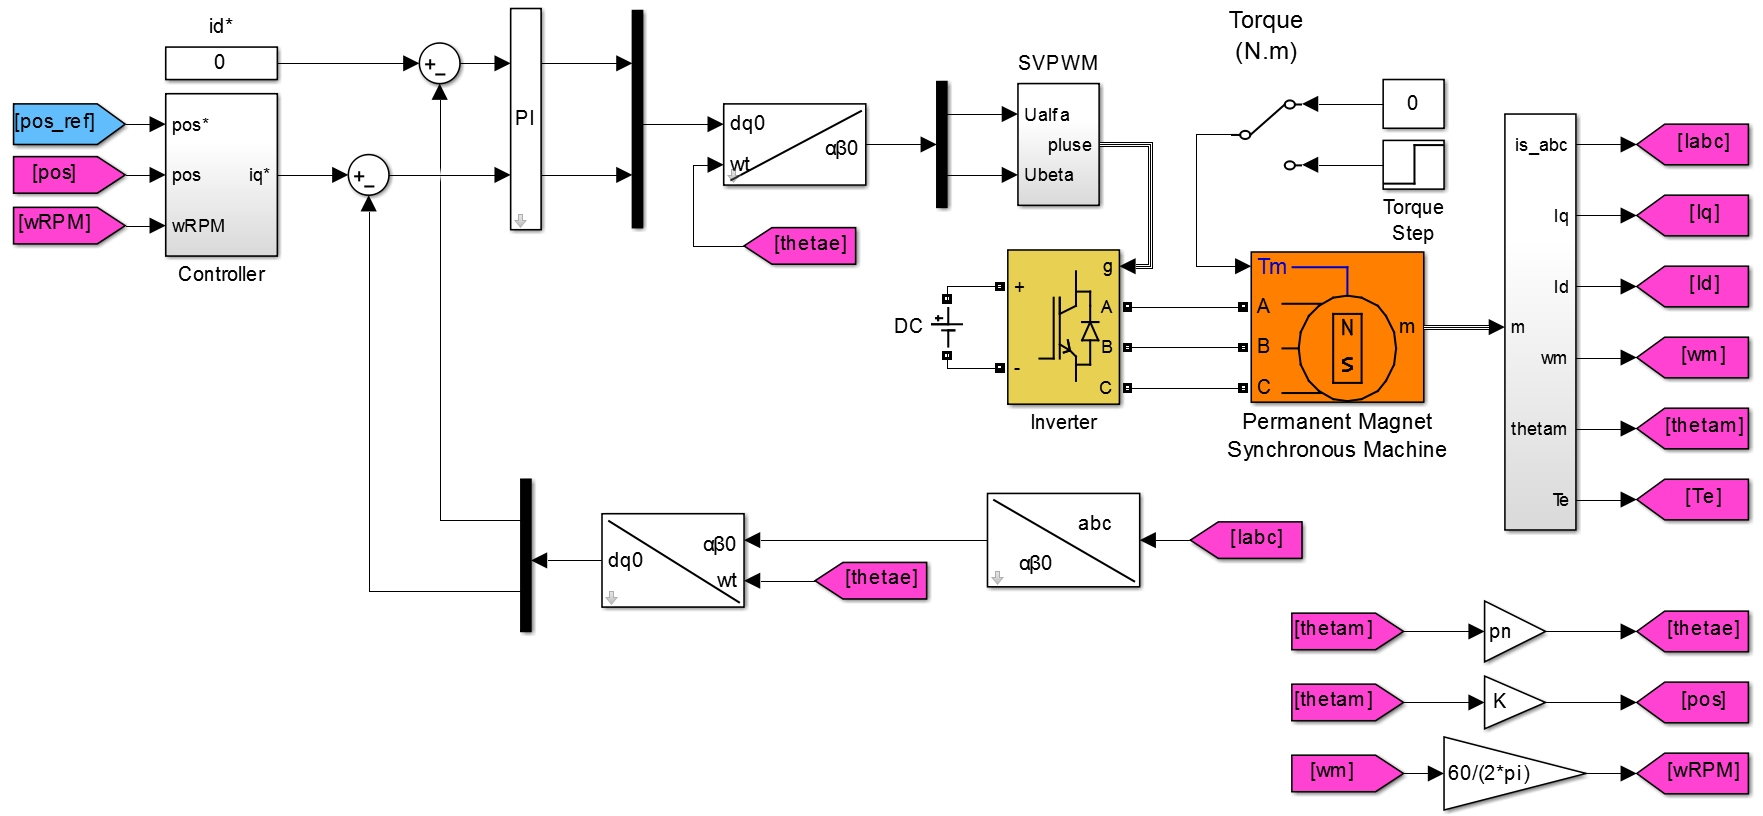 id*
0
[pos_ref]
[pos]
[wRPM]
pos*
pos
wRPM
iq*
Controller
+
-
+
-
PI
dq0
wt
αβ0
[thetae]
SVPWM
Ualfa
pluse
Ubeta
Torque
(N.m)
0
Torque
Step
DC
+
+
-
g
A
B
C
Inverter
Tm
A
B
C
N
S
m
Permanent Magnet
Synchronous Machine
m
is_abc
Iq
Id
wm
thetam
Te
[Iabc]
[Iq]
[Id]
[wm]
[thetam]
[Te]
dq0
αβ0
wt
[thetae]
abc
αβ0
[Iabc]
[thetam]
pn
[thetae]
[thetam]
K
[pos]
[wm]
60/(2*pi)
[wRPM]